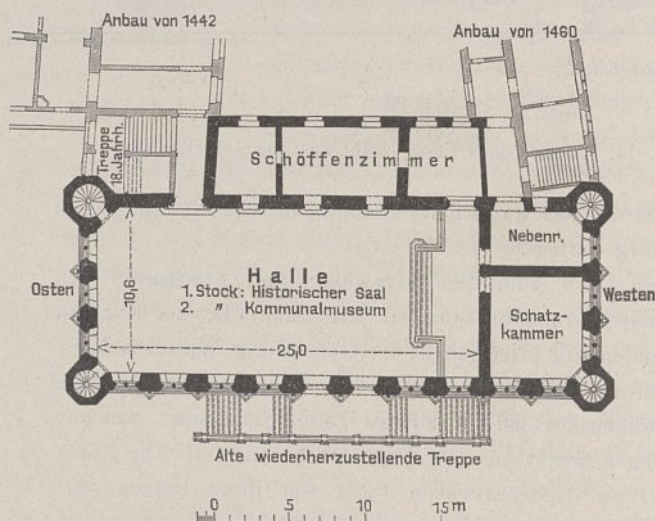 Anbau von 1442
Anbau von 1460
Treppe
18. Jahrh.
Schöffenzimmer
Nebenr.
Osten
10,6
Halle
1. Stock: Historischer Saal
2. " Kommunalmuseum
25,0
Schatz-
kammer
Westen
Alte wiederherzustellende Treppe
0 5 10 15 m